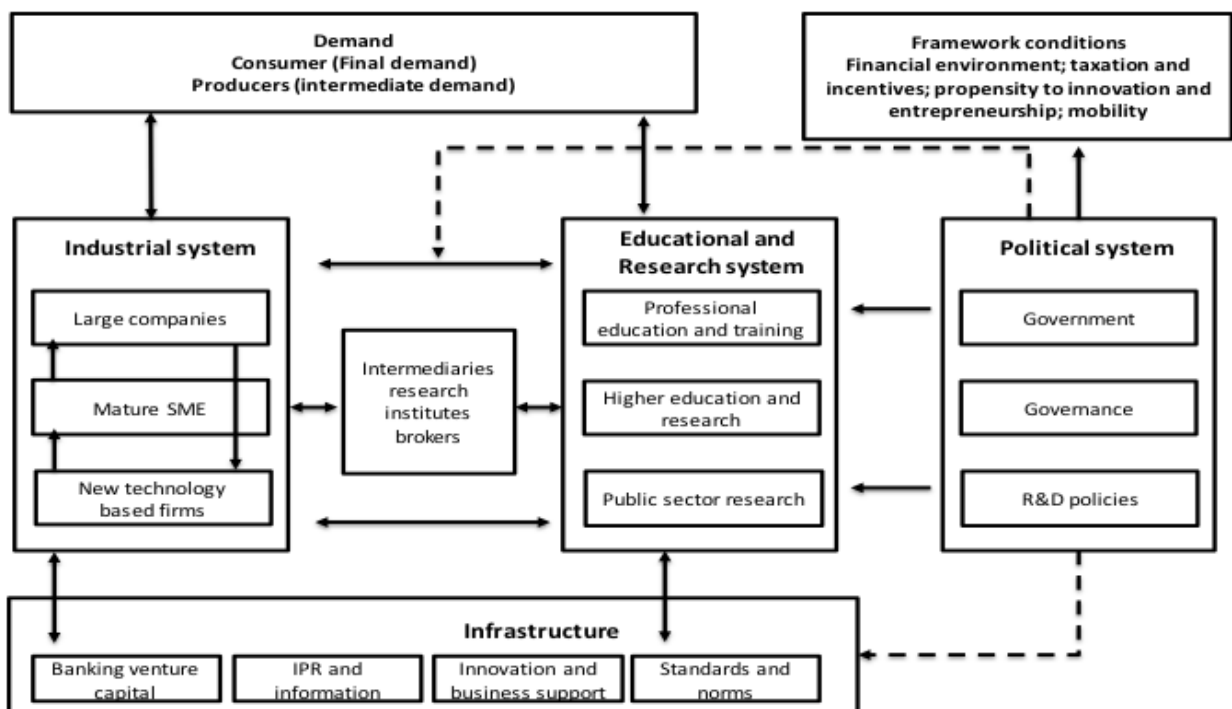 Demand
Consumer (Final demand)
Producers (intermediate demand)
Framework conditions
Financial environment; taxation and
incentives; propensity to innovation and
entrepreneurship; mobility
Industrial system
Large companies
Mature SME
New technology
based firms
Intermediaries
research
institutes
brokers
Educational and
Research system
Professional
education and training
Higher education and
research
Public sector research
Political system
Government
Governance
R&D policies
Infrastructure
Banking venture
capital
IPR and
information
Innovation and
business support
Standards and
norms